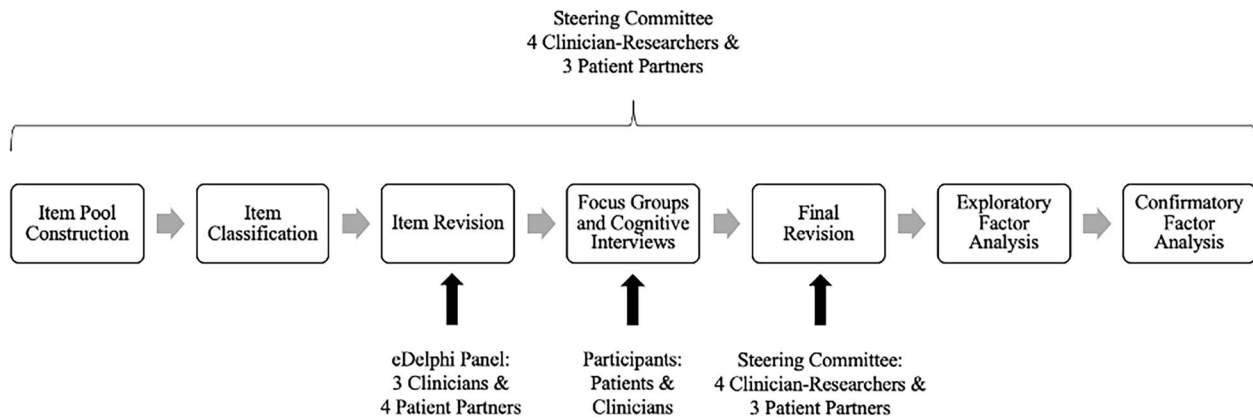 Steering Committee
4 Clinician-Researchers &
3 Patient Partners
Item Pool
Construction
Item
Classification
Item Revision
Focus Groups
and Cognitive
Interviews
Final
Revision
Exploratory
Factor
Analysis
Confirmatory
Factor
Analysis
eDelphi Panel:
3 Clinicians &
4 Patient Partners
Participants:
Patients &
Clinicians
Steering Committee:
4 Clinician-Researchers &
3 Patient Partners